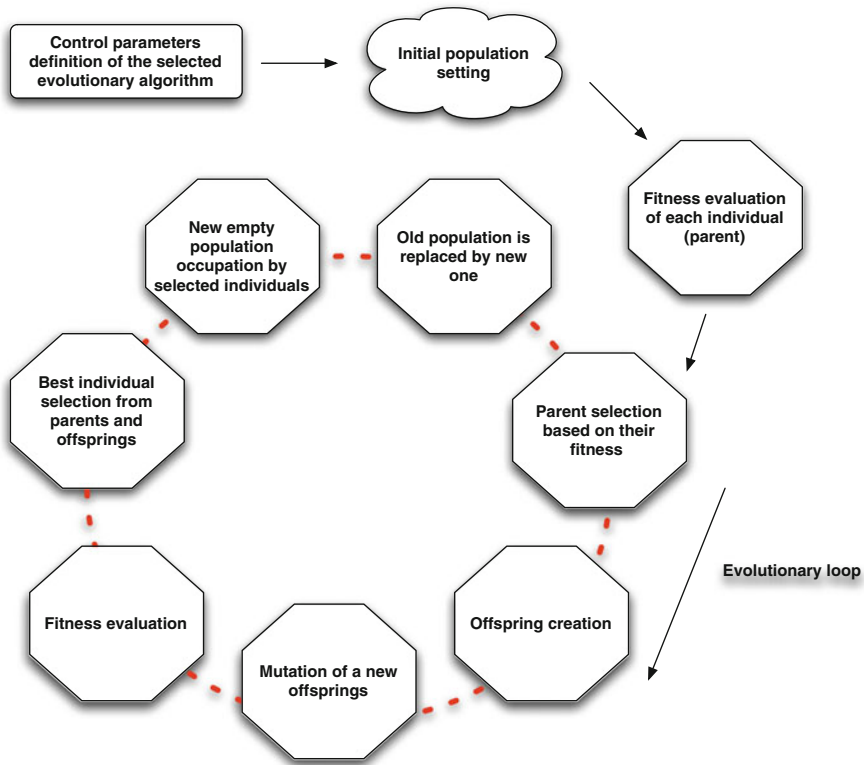 Control parameters
definition of the selected
evolutionary algorithm
Initial population
setting
Fitness evaluation
of each individual
(parent)
New empty
population
occupation by
selected individuals
Old population is
replaced by new
one
Best individual
selection from
parents and
offsprings
Parent selection
based on their
fitness
Evolutionary loop
Fitness evaluation
Offspring creation
Mutation of a new
offsprings